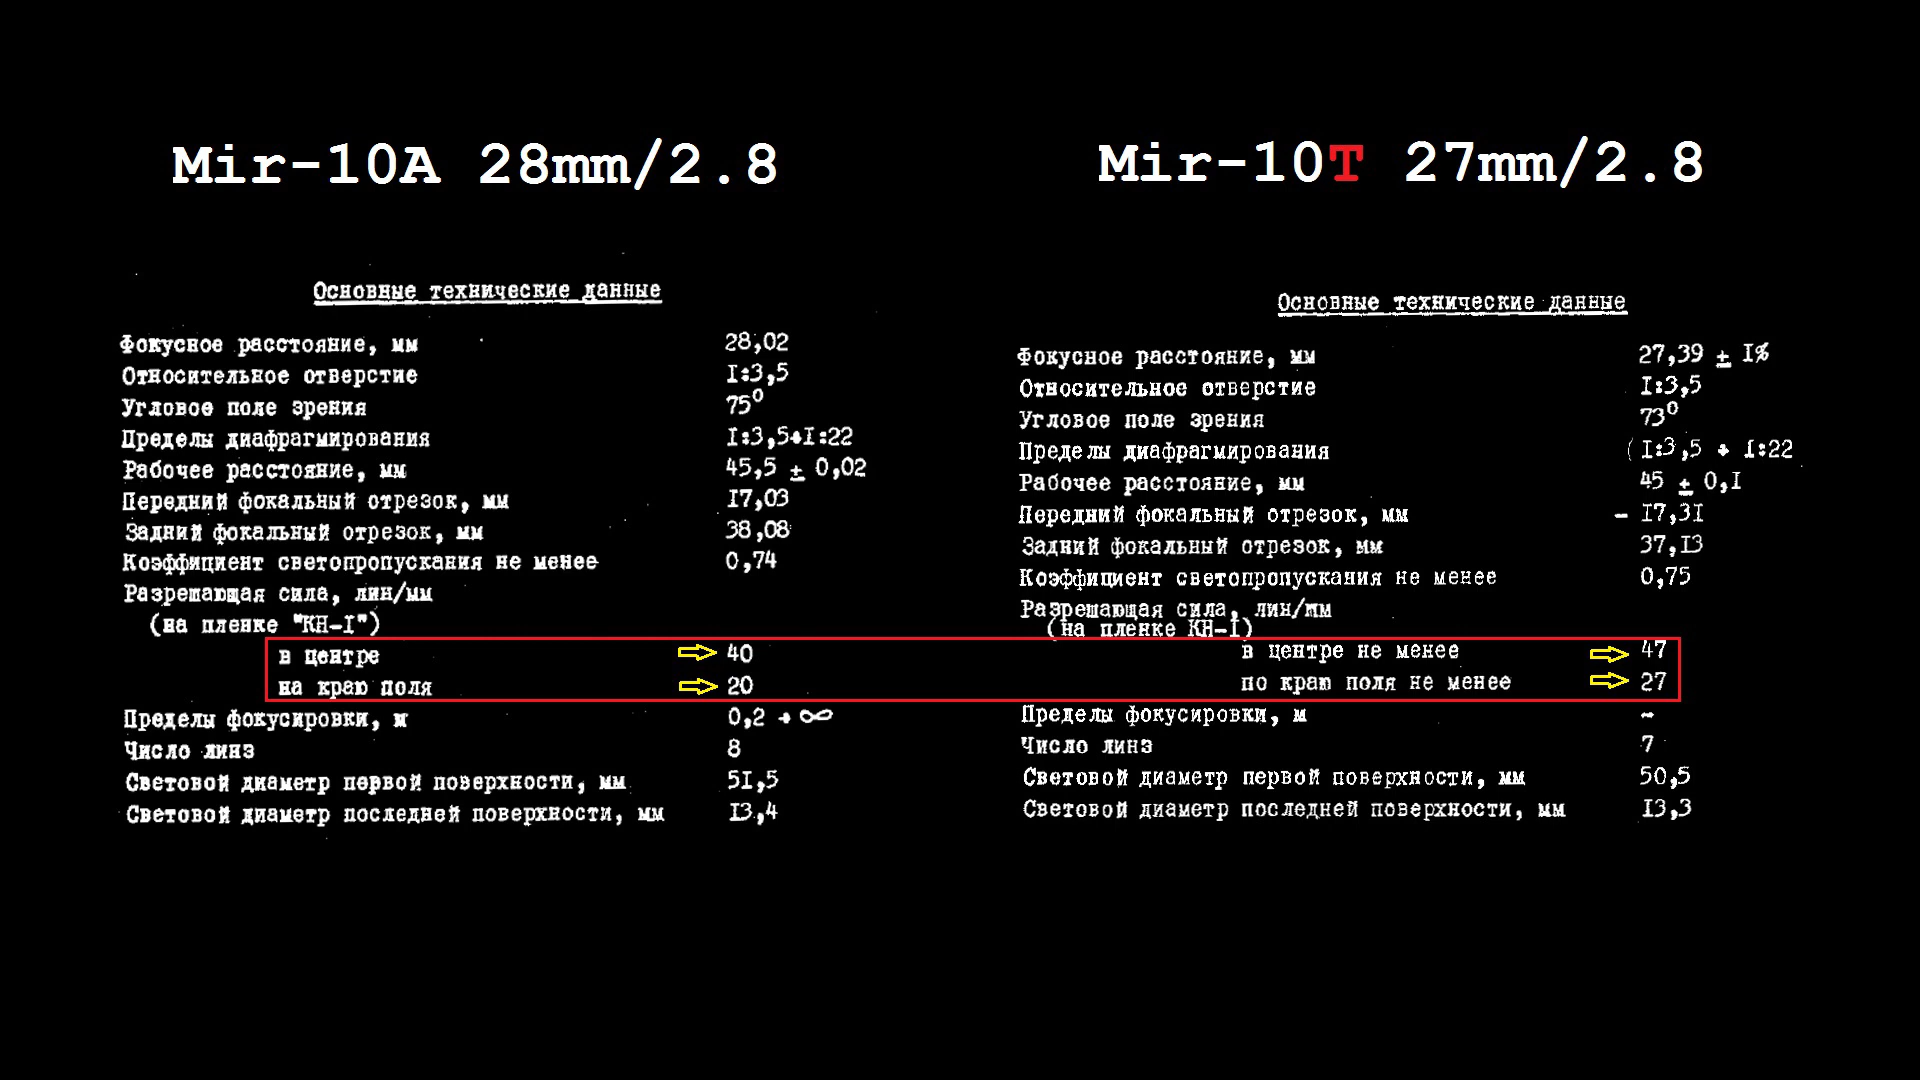 Mir-10A 28mm/2.8
Основные технические данные
Фокусное расстояние, мм 28,02
Относительное отверстие I:3,5
Угловое поле зрения 75⁰
Пределы диафрагмирования I:3,5÷I:22
Рабочее расстояние, мм 45,5 ± 0,02
Передний фокальный отрезок, мм I7,03
Задний фокальный отрезок, мм 38,08
Коэффициент светопропускания не менее 0,74
Разрешающая сила, лин/мм
(на пленке "КН-I")
в центре 40
на краю поля 20
Пределы фокусировки, м 0,2 ÷ ∞
Число линз 8
Световой диаметр первой поверхности, мм 5I,5
Световой диаметр последней поверхности, мм I3,4
Mir-10T 27mm/2.8
Основные технические данные
Фокусное расстояние, мм 27,39 ± I%
Относительное отверстие I:3,5
Угловое поле зрения 73⁰
Пределы диафрагмирования (I:3,5 ÷ I:22
Рабочее расстояние, мм 45 ± 0,I
Передний фокальный отрезок, мм - I7,3I
Задний фокальный отрезок, мм 37,I3
Коэффициент светопропускания не менее 0,75
Разрешающая сила, лин/мм
(на пленке КН-I)
в центре не менее 47
по краю поля не менее 27
Пределы фокусировки, м -
Число линз 7
Световой диаметр первой поверхности, мм 50,5
Световой диаметр последней поверхности, мм I3,3